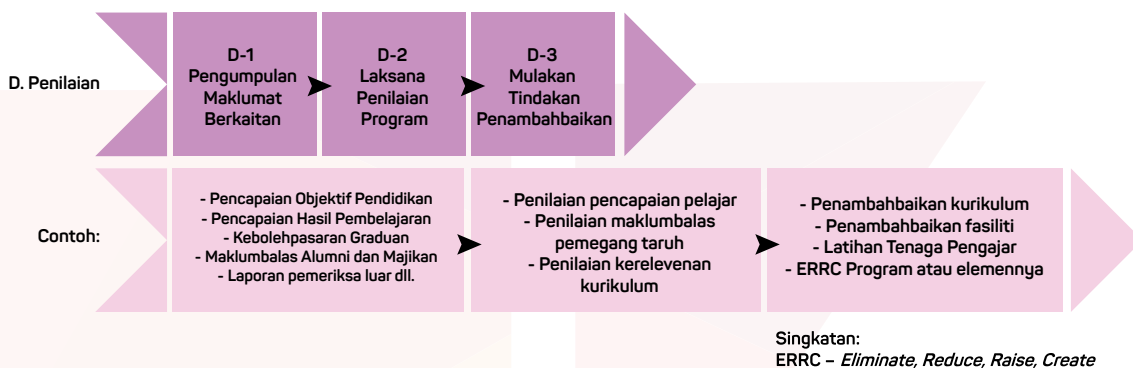 D. Penilaian
D-1
Pengumpulan
Maklumat
Berkaitan
D-2
Laksana
Penilaian
Program
D-3
Mulakan
Tindakan
Penambahbaikan
Contoh:
- Pencapaian Objektif Pendidikan
- Pencapaian Hasil Pembelajaran
- Kebolehpasaran Graduan
- Maklumbalas Alumni dan Majikan
- Laporan pemeriksa luar dll.
- Penilaian pencapaian pelajar
- Penilaian maklumbalas
pemegang taruh
- Penilaian kerelevenan
kurikulum
- Penambahbaikan kurikulum
- Penambahbaikan fasiliti
- Latihan Tenaga Pengajar
- ERRC Program atau elemennya
Singkatan:
ERRC – Eliminate, Reduce, Raise, Create